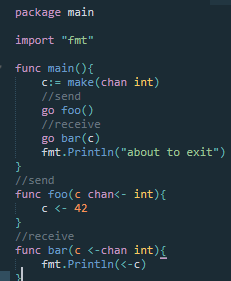 package main
import "fmt"
func main(){
c:= make(chan int)
//send
go foo()
//receive
go bar(c)
fmt.Println("about to exit")
}
//send
func foo(c chan<- int){
c <- 42
}
//receive
func bar(c <-chan int){
fmt.Println(<-c)
}